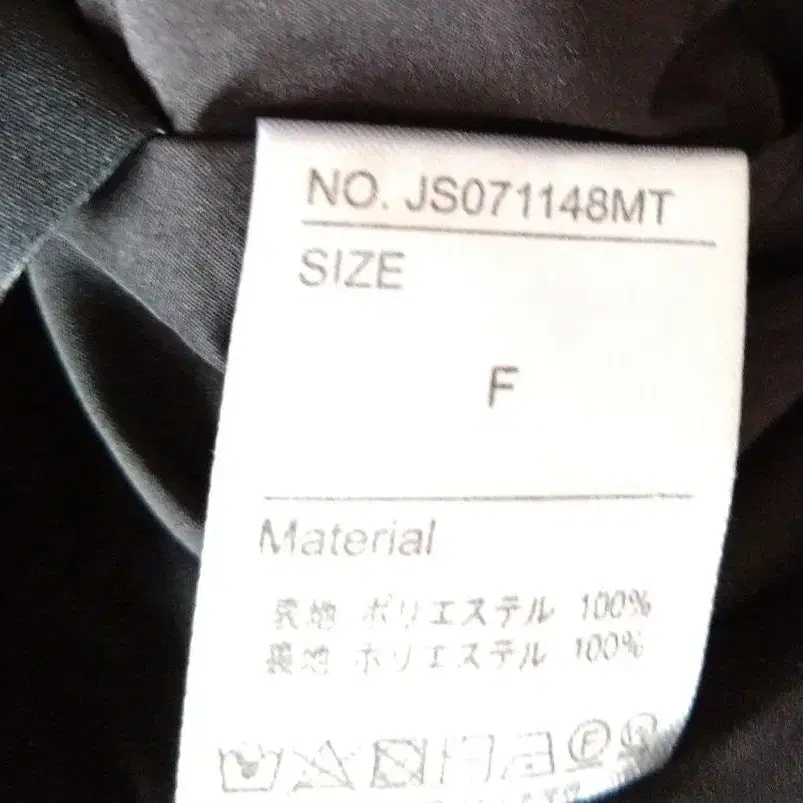 NO. JS071148MT
SIZE
F
Material
表地 ポリエステル 100%
裏地 ポリエステル 100%
F